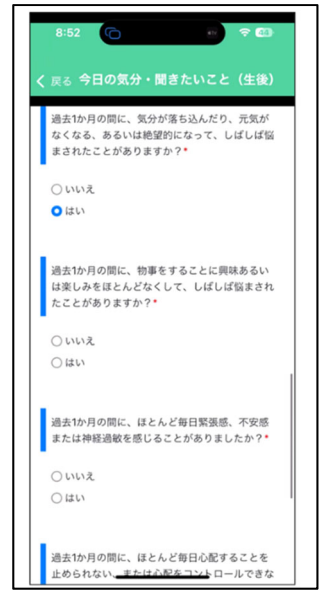 8:52
48
戻る 今日の気分・聞きたいこと（生後）
過去1か月の間に、気分が落ち込んだり、元気が
なくなる、あるいは絶望的になって、しばしば悩
まされたことがありますか？*
いいえ
はい
過去1か月の間に、物事をすることに興味あるい
は楽しみをほとんどなくして、しばしば悩まされ
たことがありますか？*
いいえ
はい
過去1か月の間に、ほとんど毎日緊張感、不安感
または神経過敏を感じることがありましたか？*
いいえ
はい
過去1か月の間に、ほとんど毎日心配することを
止められない、または心配をコントロールできな